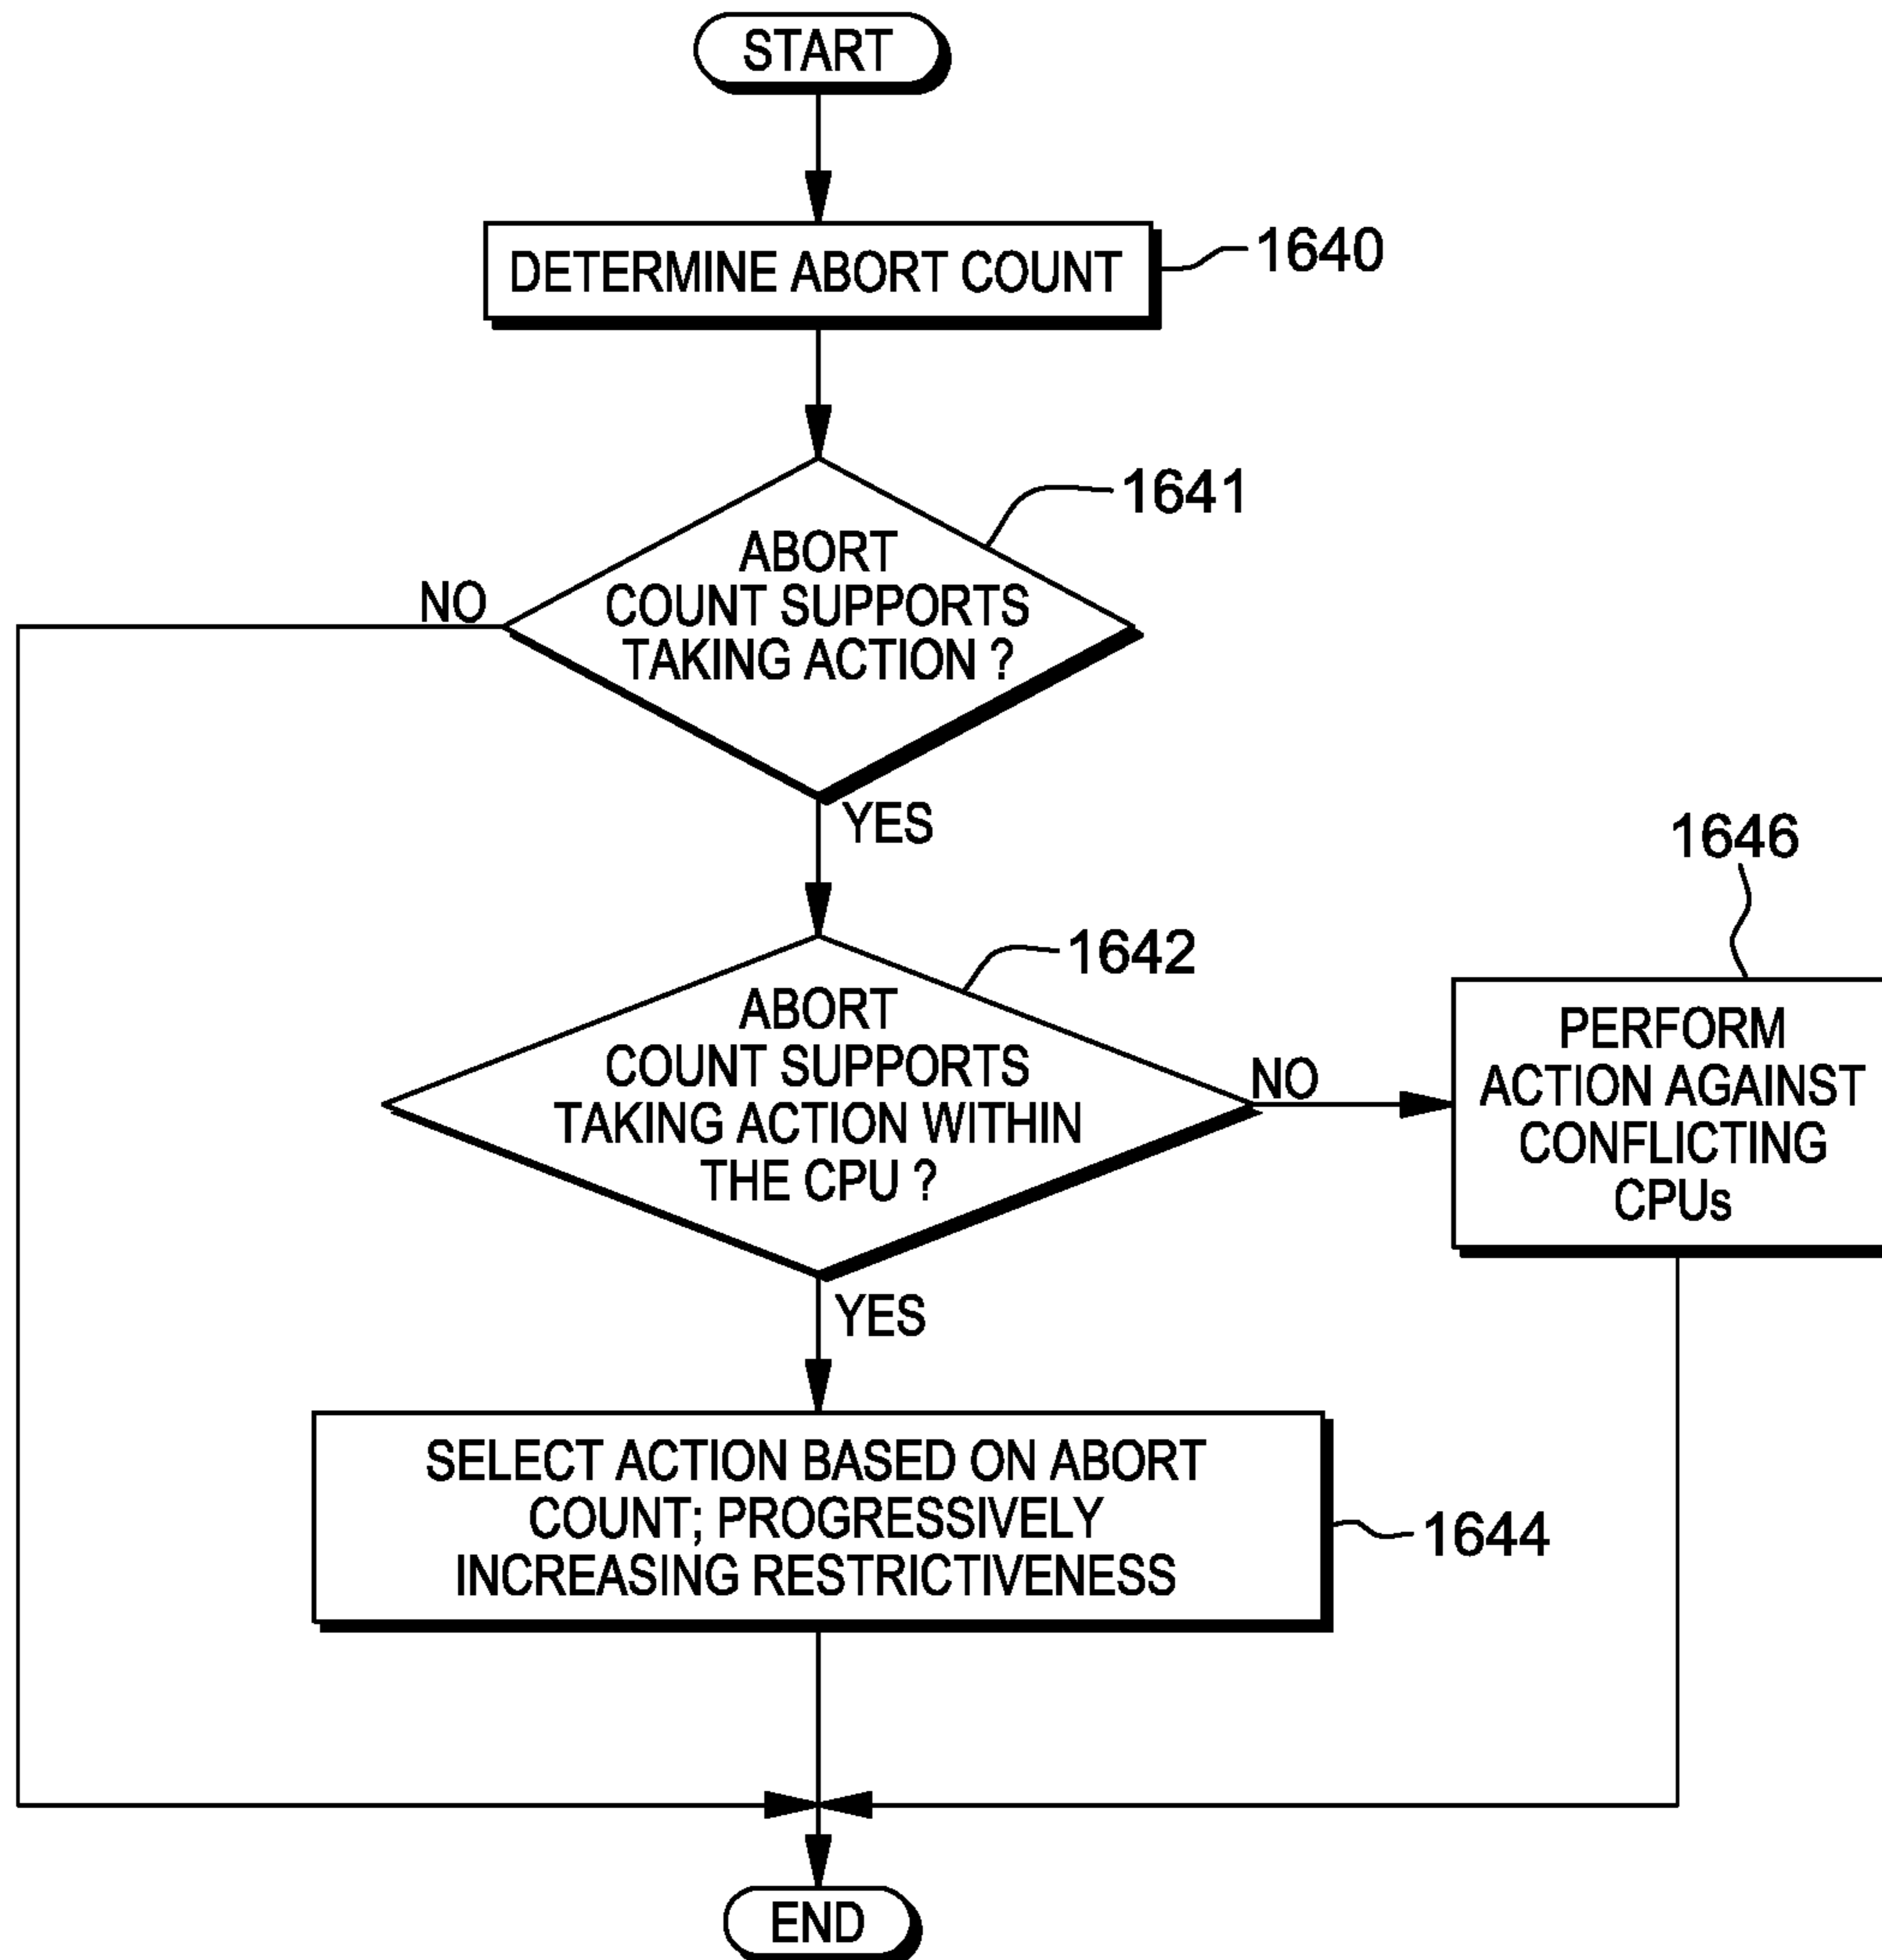 START
DETERMINE ABORT COUNT
1640
1641
ABORT
COUNT SUPPORTS
TAKING ACTION ?
NO
YES
1642
ABORT
COUNT SUPPORTS
TAKING ACTION WITHIN
THE CPU ?
NO
1646
PERFORM
ACTION AGAINST
CONFLICTING
CPUs
YES
SELECT ACTION BASED ON ABORT
COUNT; PROGRESSIVELY
INCREASING RESTRICTIVENESS
1644
END